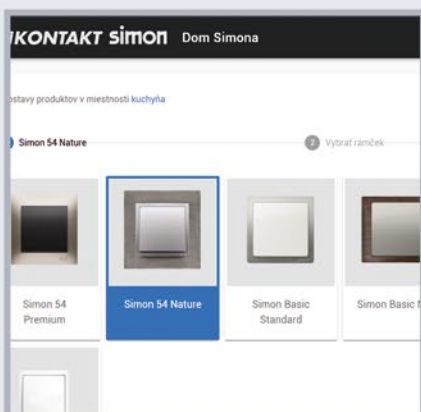 KONTAKT simon Dom Simona
ostavy produktov v miestnosti kuchyňa
Simon 54 Nature
2 Vybrať rámček
Simon 54
Premium
Simon 54 Nature
Simon Basic
Standard
Simon Basic